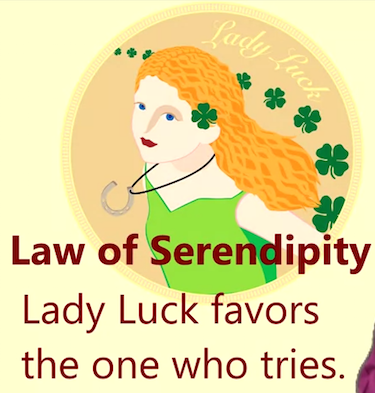 Lady Luck
Law of Serendipity
Lady Luck favors
the one who tries.